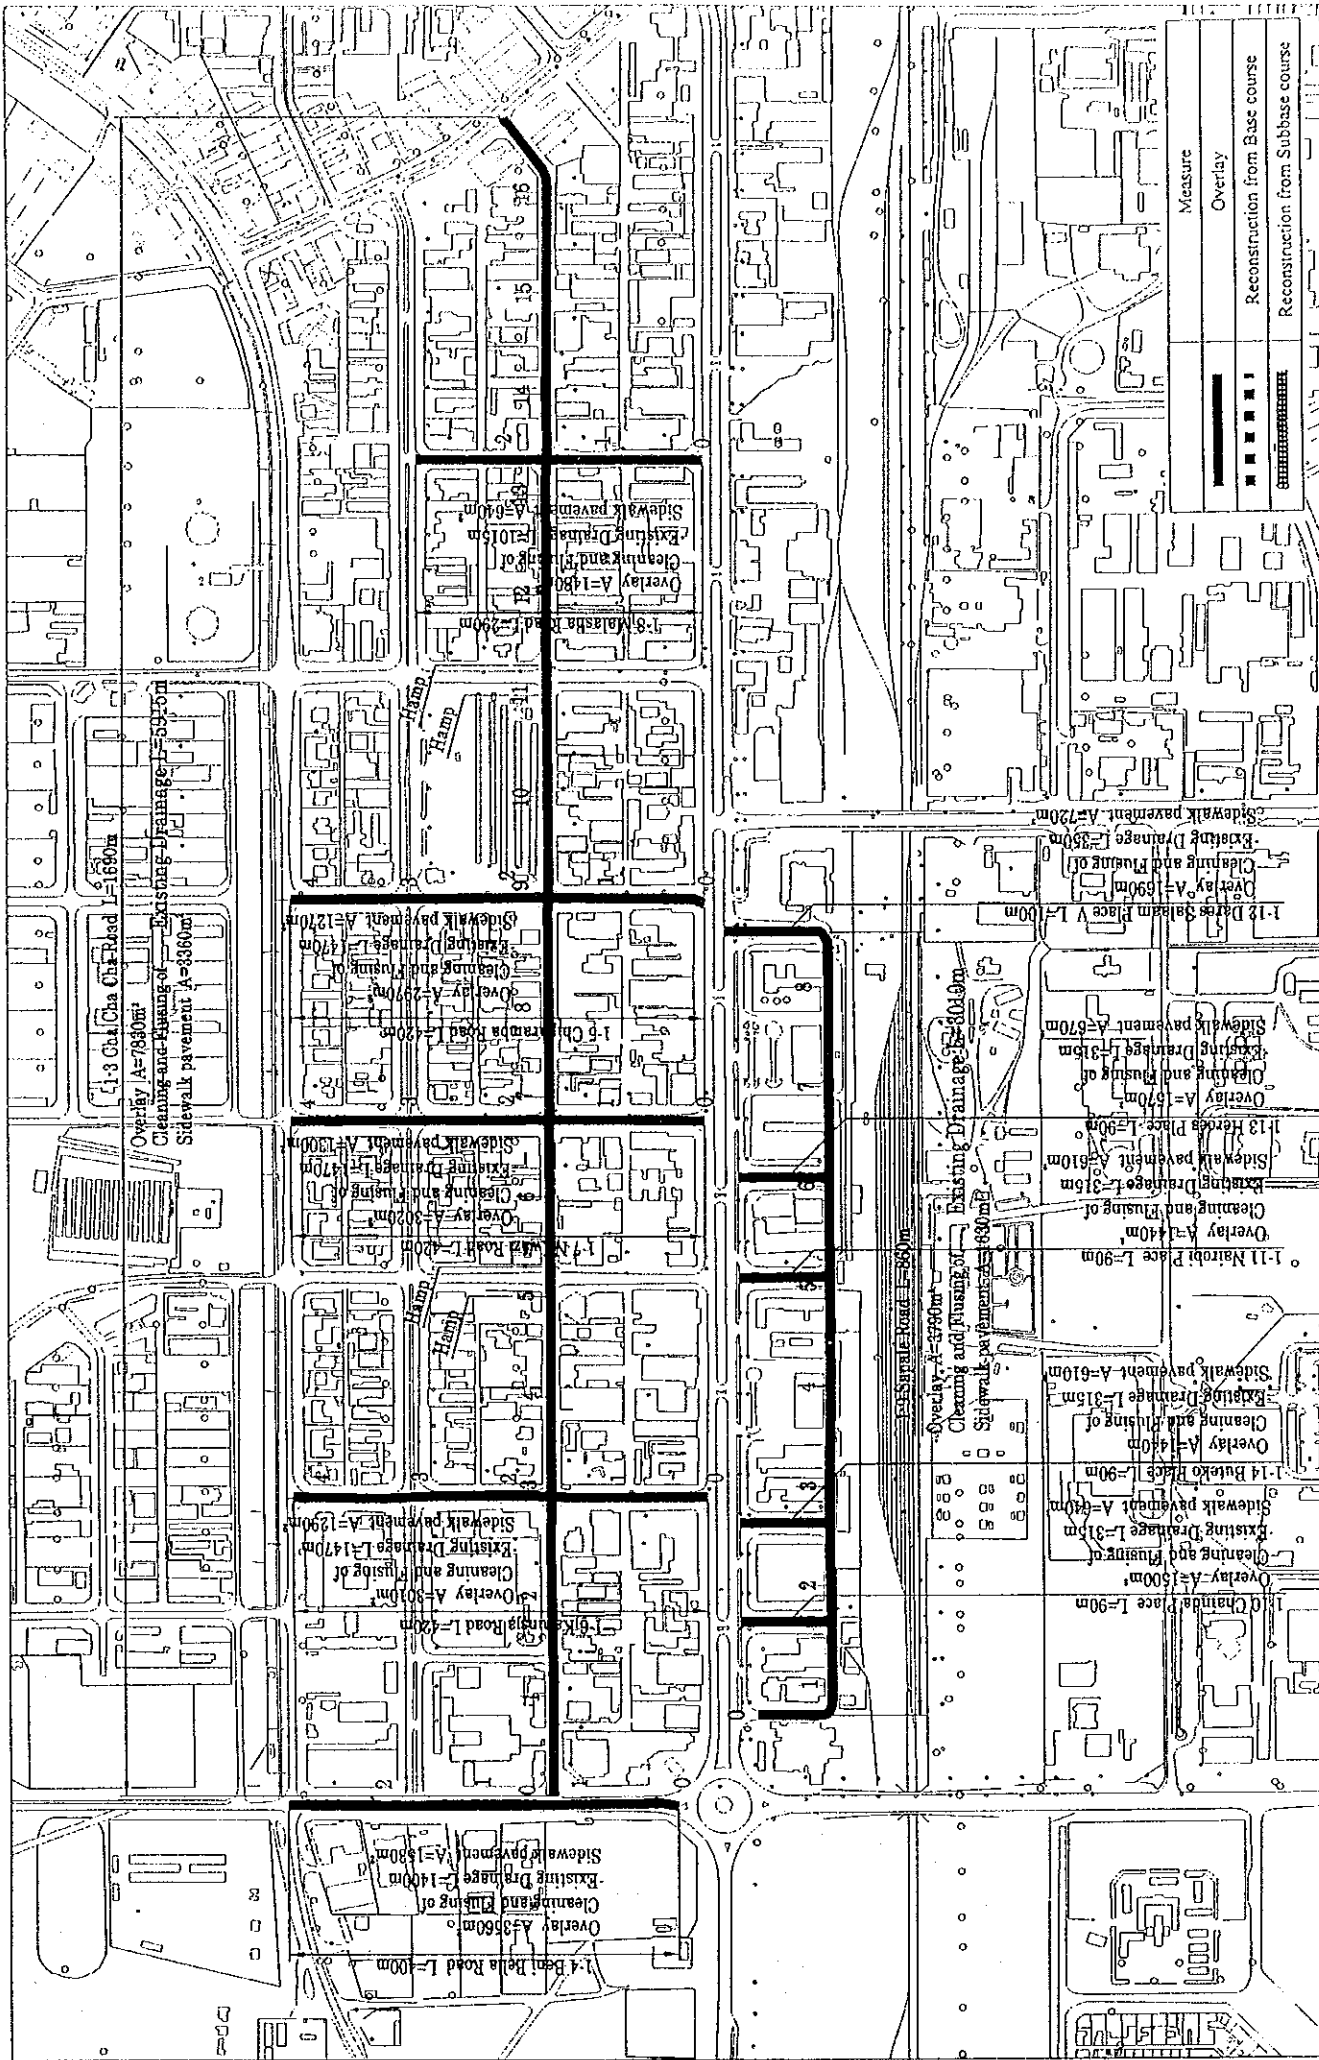 1-3 Cha Cha Cha Road L=1690m
Overlay A=7830m²
Cleaning and Flusing of Existing Drainage L=5915m
Sidewalk pavement A=3360m²
1-8 Malasha Road L=290m
Overlay A=1480m²
Cleaning and Flusing of
Existing Drainage L=1015m
Sidewalk pavement A=640m²
1-5 Chiparamba Road L=420m
Overlay A=2970m²
Cleaning and Flusing of
Existing Drainage L=1470m
Sidewalk pavement A=1270m²
Road L=420m
Overlay A=3020m²
Cleaning and Flusing of
Existing Drainage L=1470m
Sidewalk pavement A=1300m²
1-6 Katunjila Road L=420m
Overlay A=3010m²
Cleaning and Flusing of
Existing Drainage L=1470m
Sidewalk pavement A=1290m²
1-4 Beni Bella Road L=400m
Overlay A=3560m²
Cleaning and Flusing of
Existing Drainage L=1400m
Sidewalk pavement A=1580m²
Hamp
Hamp
Hamp
Hamp
1-9 Sapele Road L=860m
Overlay A=2790m²
Cleaning and Flusing of Existing Drainage L=3010m
Sidewalk pavement A=1830m²
1-12 Dares Salaam Place V L=100m
Overlay A=1690m²
Cleaning and Flusing of
Existing Drainage L=350m
Sidewalk pavement A=720m²
1-13 Heroes Place L=90m
Overlay A=1570m²
Cleaning and Flusing of
Existing Drainage L=315m
Sidewalk pavement A=670m²
1-11 Nairobi Place L=90m
Overlay A=1440m²
Cleaning and Flusing of
Existing Drainage L=315m
Sidewalk pavement A=610m²
1-14 Buteko Place L=90m
Overlay A=1440m²
Cleaning and Flusing of
Existing Drainage L=315m
Sidewalk pavement A=610m²
1-10 Chainda Place L=90m
Overlay A=1500m²
Cleaning and Flusing of
Existing Drainage L=315m
Sidewalk pavement A=640m²
Measure
Overlay
Reconstruction from Base course
Reconstruction from Subbase course